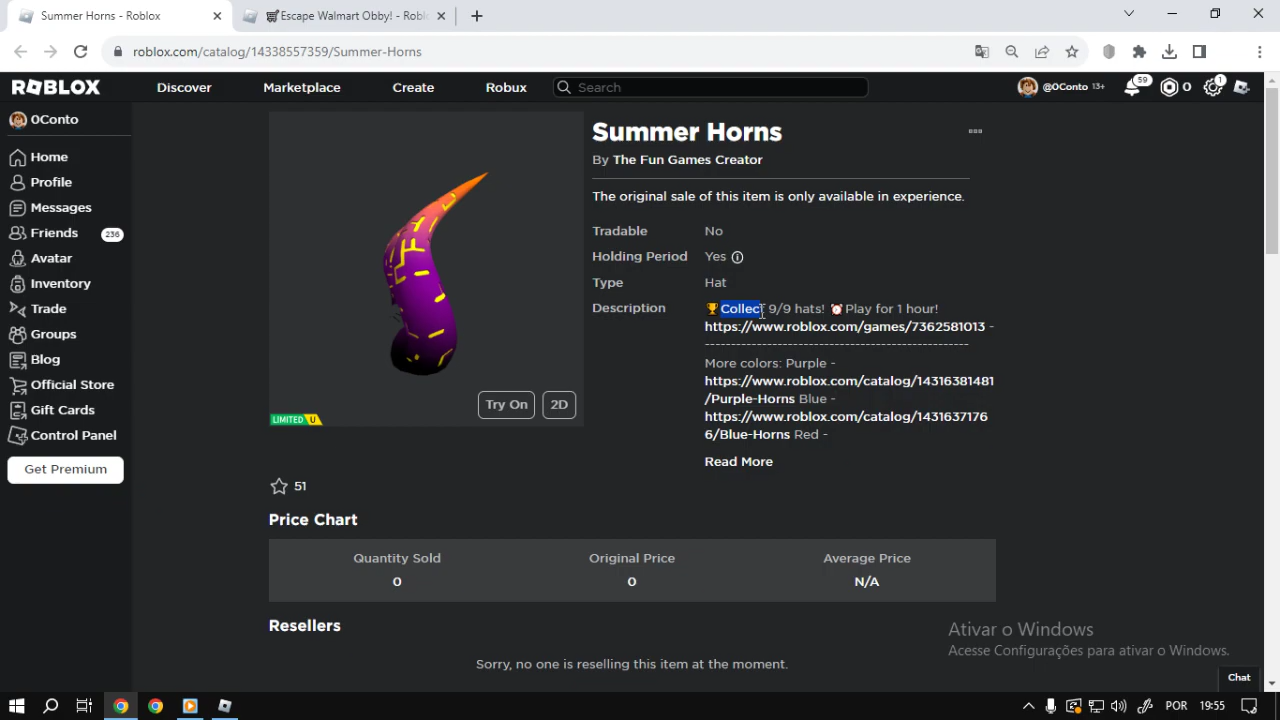 Summer Horns - Roblox
Escape Walmart Obby! - Robl
roblox.com/catalog/14338557359/Summer-Horns
ROBLOX
Discover
Marketplace
Create
Robux
Search
@0Conto 13+
59
0
1
0Conto
Home
Profile
Messages
Friends
236
Avatar
Inventory
Trade
Groups
Blog
Official Store
Gift Cards
Control Panel
Get Premium
LIMITED U
Try On
2D
Summer Horns
By The Fun Games Creator
The original sale of this item is only available in experience.
Tradable No
Holding Period Yes
Type Hat
Description 🏆Collect 9/9 hats! ⏰Play for 1 hour!
https://www.roblox.com/games/7362581013 -
---------------------------------------------------
More colors: Purple -
https://www.roblox.com/catalog/14316381481
/Purple-Horns Blue -
https://www.roblox.com/catalog/1431637176
6/Blue-Horns Red -
Read More
51
Price Chart
Quantity Sold Original Price Average Price
0 0 N/A
Resellers
Sorry, no one is reselling this item at the moment.
Ativar o Windows
Acesse Configurações para ativar o Windows.
Chat
POR 19:55